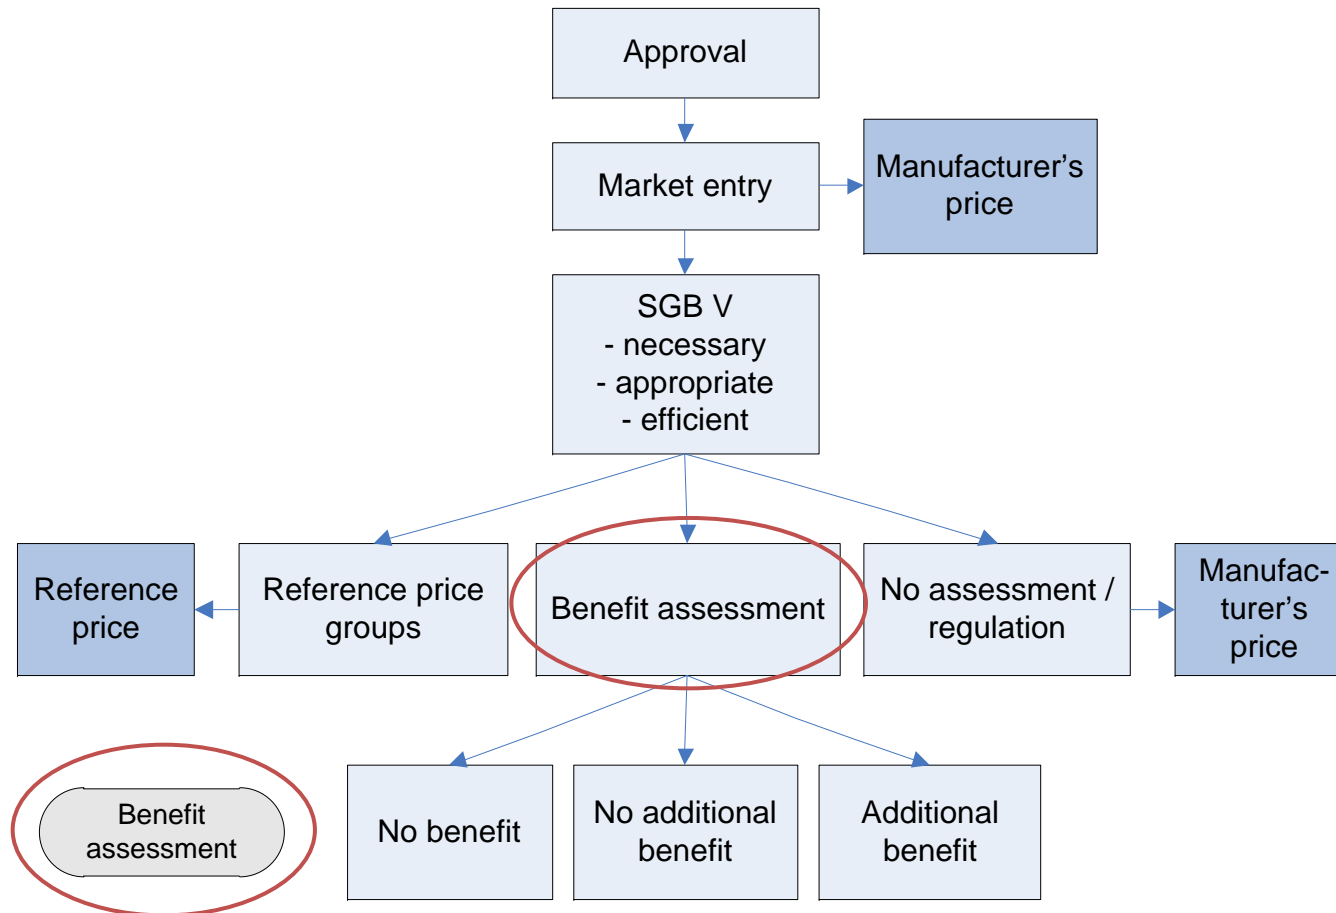 Approval
Market entry
Manufacturer’s
price
SGB V
- necessary
- appropriate
- efficient
Reference
price
Reference price
groups
Benefit assessment
No assessment /
regulation
Manufac-
turer’s
price
Benefit
assessment
No benefit
No additional
benefit
Additional
benefit